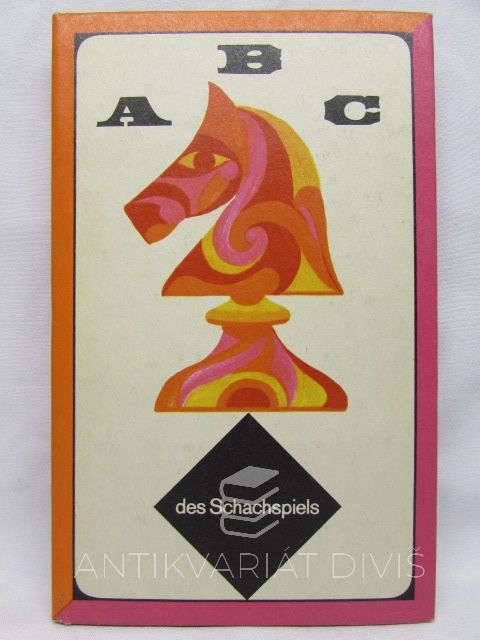 A B C
des Schachspiels
ANTIKVARIÁT DIVIŠ